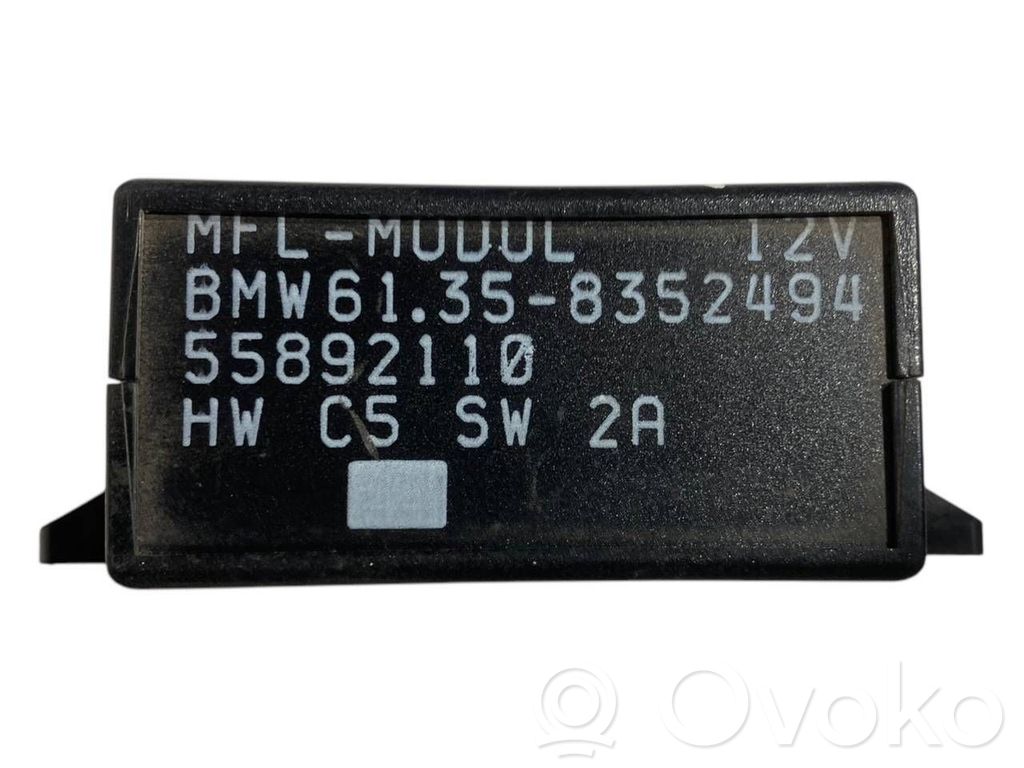 MFL-MODUL 12V
BMW61.35-8352494
55892110
HW C5 SW 2A
Ovoko